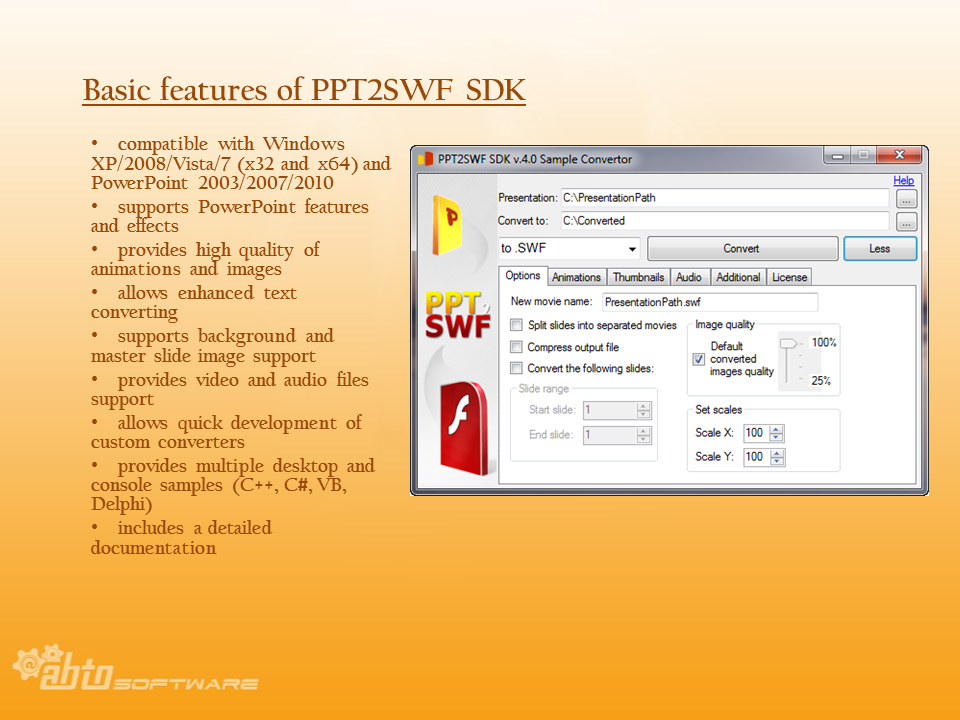 Basic features of PPT2SWF SDK
• compatible with Windows
XP/2008/Vista/7 (x32 and x64) and
PowerPoint 2003/2007/2010
• supports PowerPoint features
and effects
• provides high quality of
animations and images
• allows enhanced text
converting
• supports background and
master slide image support
• provides video and audio files
support
• allows quick development of
custom converters
• provides multiple desktop and
console samples (C++, C#, VB,
Delphi)
• includes a detailed
documentation
PPT2SWF SDK v.4.0 Sample Convertor
Help
Presentation: C:\PresentationPath ...
Convert to: C:\Converted ...
to .SWF Convert Less
Options Animations Thumbnails Audio Additional License
New movie name: PresentationPath.swf
Split slides into separated movies
Compress output file
Convert the following slides:
Slide range
Start slide: 1
End slide: 1
Image quality
Default
converted
images quality
100%
25%
Set scales
Scale X: 100
Scale Y: 100
P
PPT2
SWF
abto SOFTWARE